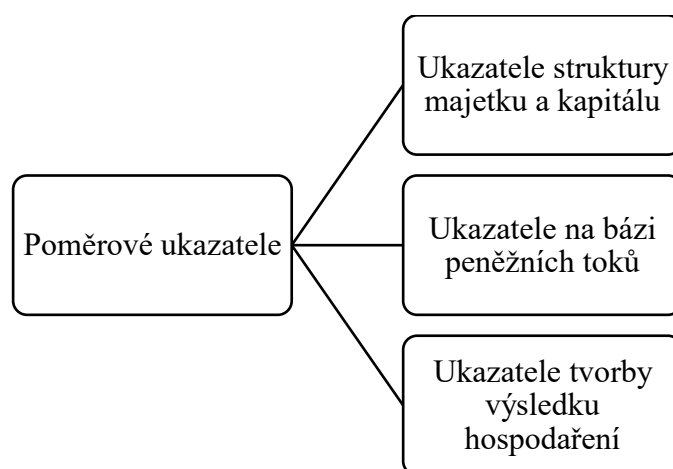 Ukazatele struktury
majetku a kapitálu
Poměrové ukazatele
Ukazatele na bázi
peněžních toků
Ukazatele tvorby
výsledku
hospodaření